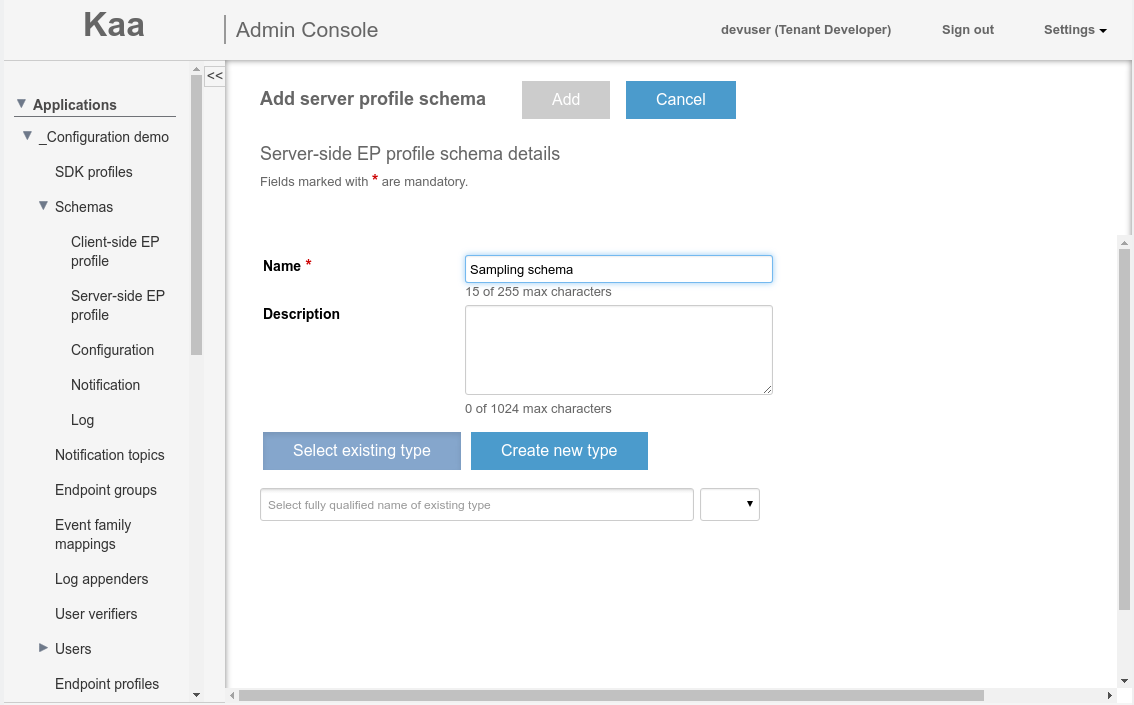 Kaa
Admin Console
devuser (Tenant Developer)
Sign out
Settings
<<
Applications
_Configuration demo
SDK profiles
Schemas
Client-side EP
profile
Server-side EP
profile
Configuration
Notification
Log
Notification topics
Endpoint groups
Event family
mappings
Log appenders
User verifiers
Users
Endpoint profiles
Add server profile schema
Add
Cancel
Server-side EP profile schema details
Fields marked with * are mandatory.
Name *
Sampling schema
15 of 255 max characters
Description
0 of 1024 max characters
Select existing type
Create new type
Select fully qualified name of existing type